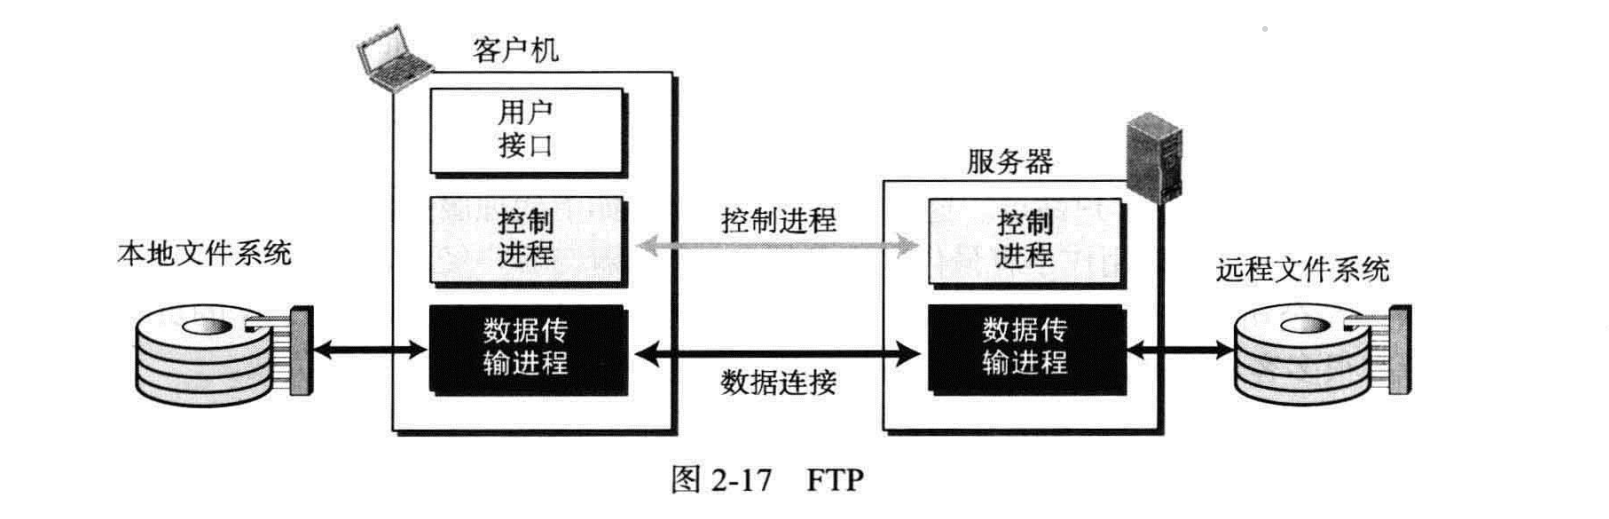 客户机
用户
接口
服务器
控制
进程
控制进程
控制
进程
本地文件系统
远程文件系统
数据传
输进程
数据传
输进程
数据连接
图 2-17 FTP